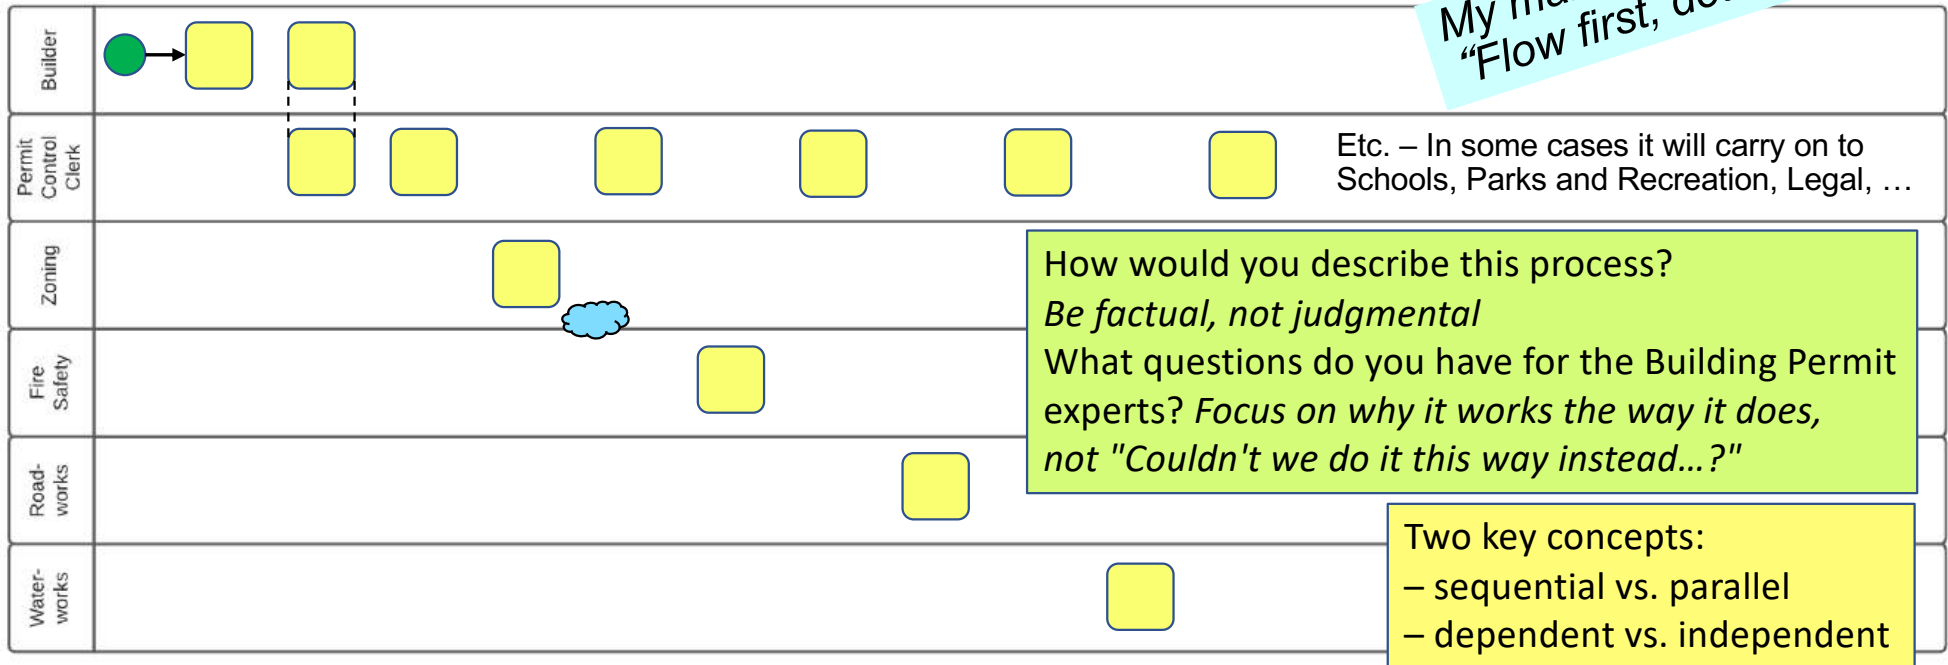 My
“Flow first,
Builder
Permit
Control
Clerk
Etc. – In some cases it will carry on to
Schools, Parks and Recreation, Legal, …
Zoning
How would you describe this process?
Be factual, not judgmental
What questions do you have for the Building Permit
experts? Focus on why it works the way it does,
not "Couldn't we do it this way instead...?"
Fire
Safety
Road-
works
Two key concepts:
– sequential vs. parallel
– dependent vs. independent
Water-
works